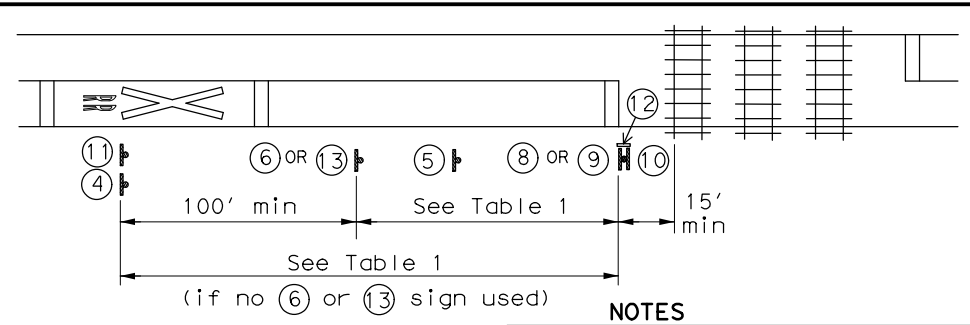 RR
12
11
6 OR 13
5
8 OR 9
10
4
100' min
See Table 1
15'
min
See Table 1
(if no 6 or 13 sign used)
NOTES